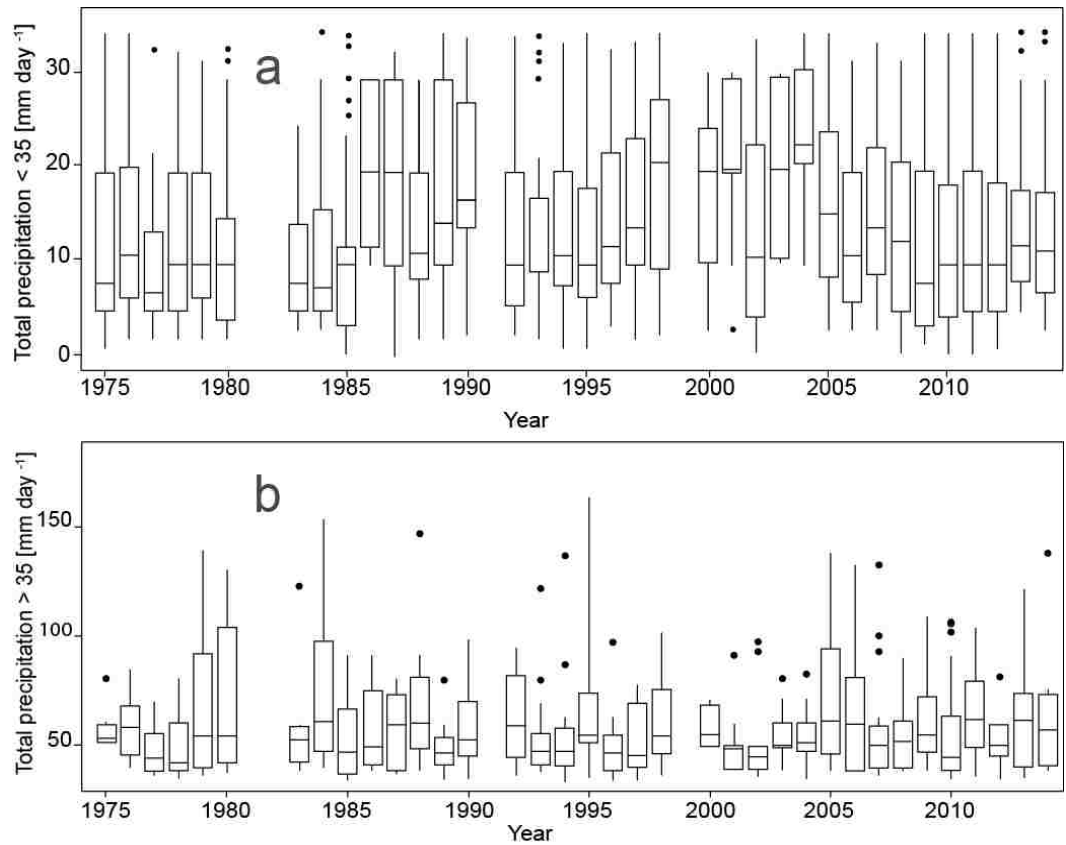 a
Total precipitation < 35 [mm day ⁻¹]
30
20
10
0
1975 1980 1985 1990 1995 2000 2005 2010
Year
b
Total precipitation > 35 [mm day ⁻¹]
150
100
50
1975 1980 1985 1990 1995 2000 2005 2010
Year